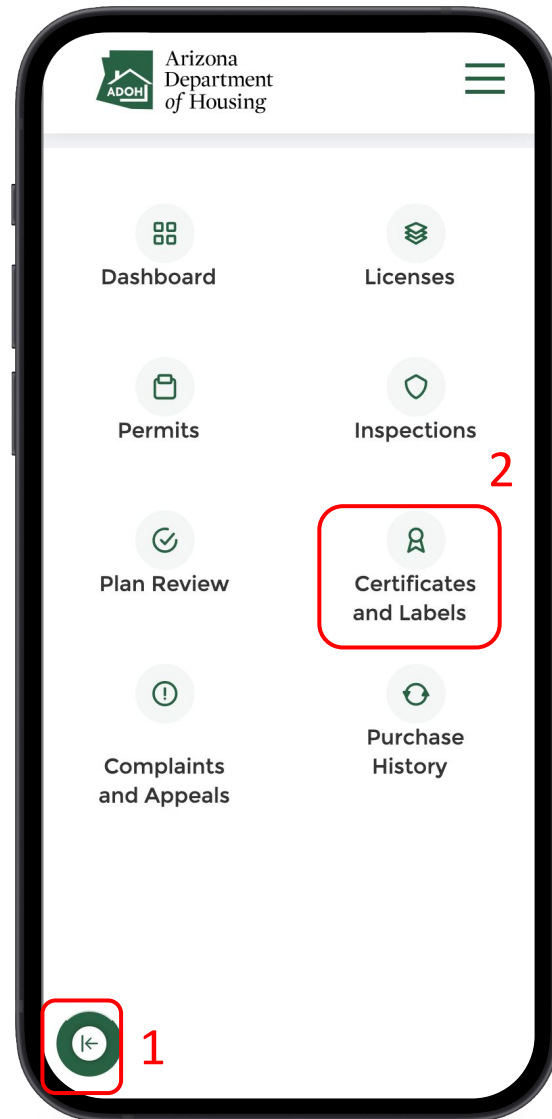 ADOH
Arizona
Department
of Housing
Dashboard
Licenses
Permits
Inspections
2
Plan Review
Certificates
and Labels
Complaints
and Appeals
Purchase
History
1